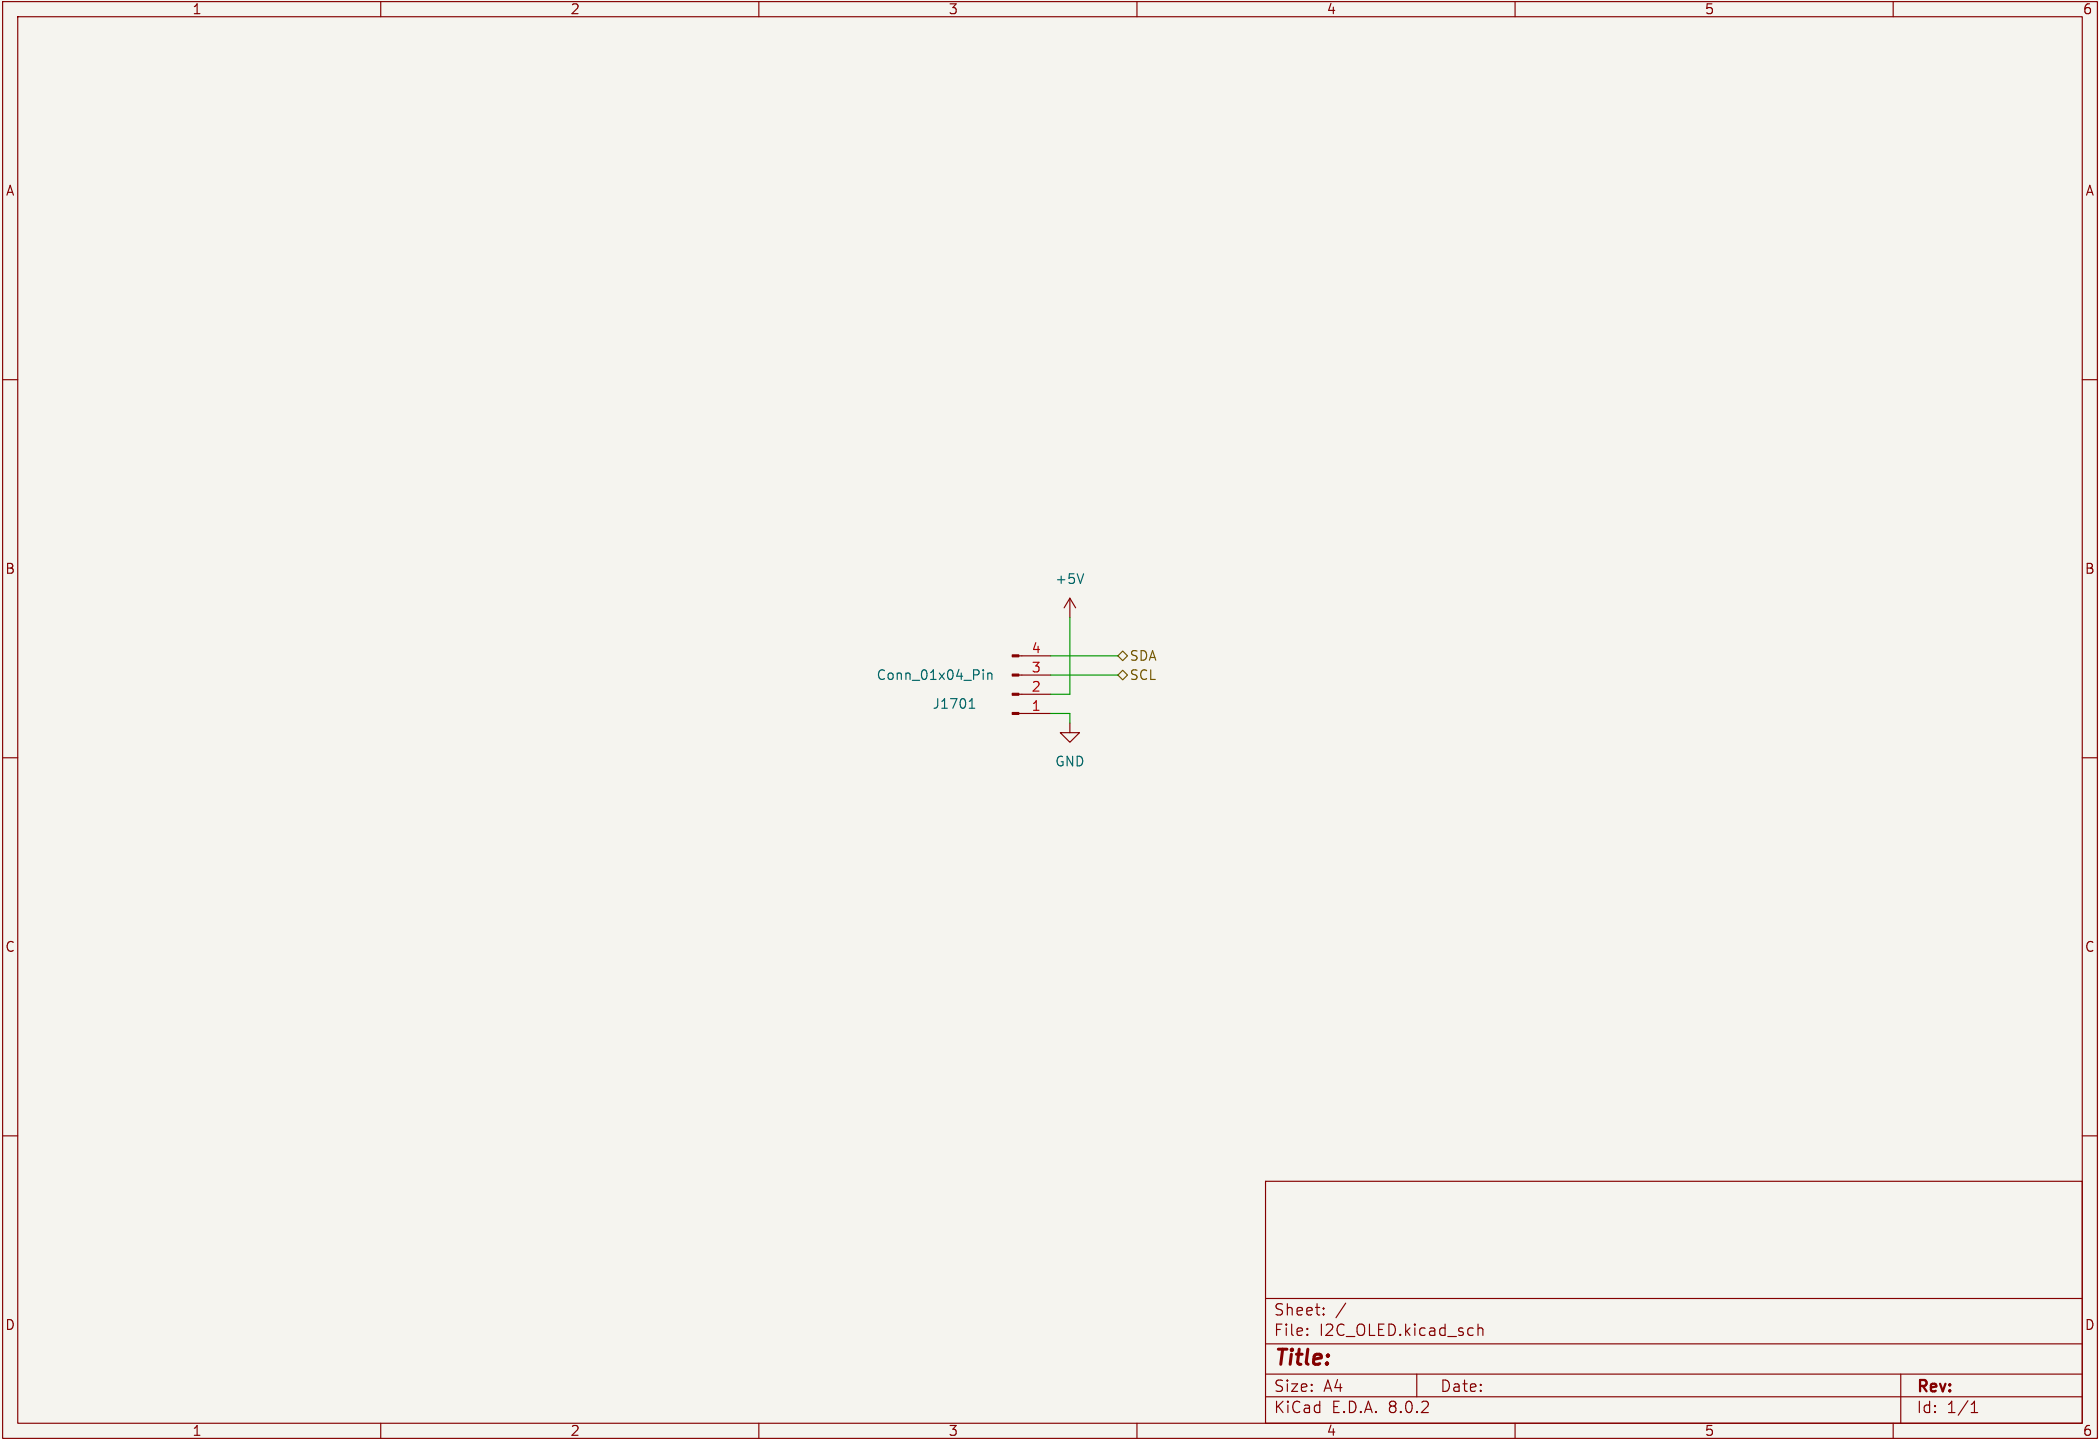 1 2 3 4 5 6
A A
+5V
B B
4 SDA
3 SCL
Conn_01x04_Pin
2
J1701
1
GND
C C
Sheet: /
File: I2C_OLED.kicad_sch
D D
Title:
Size: A4 Date: Rev:
KiCad E.D.A. 8.0.2 Id: 1/1
1 2 3 4 5 6